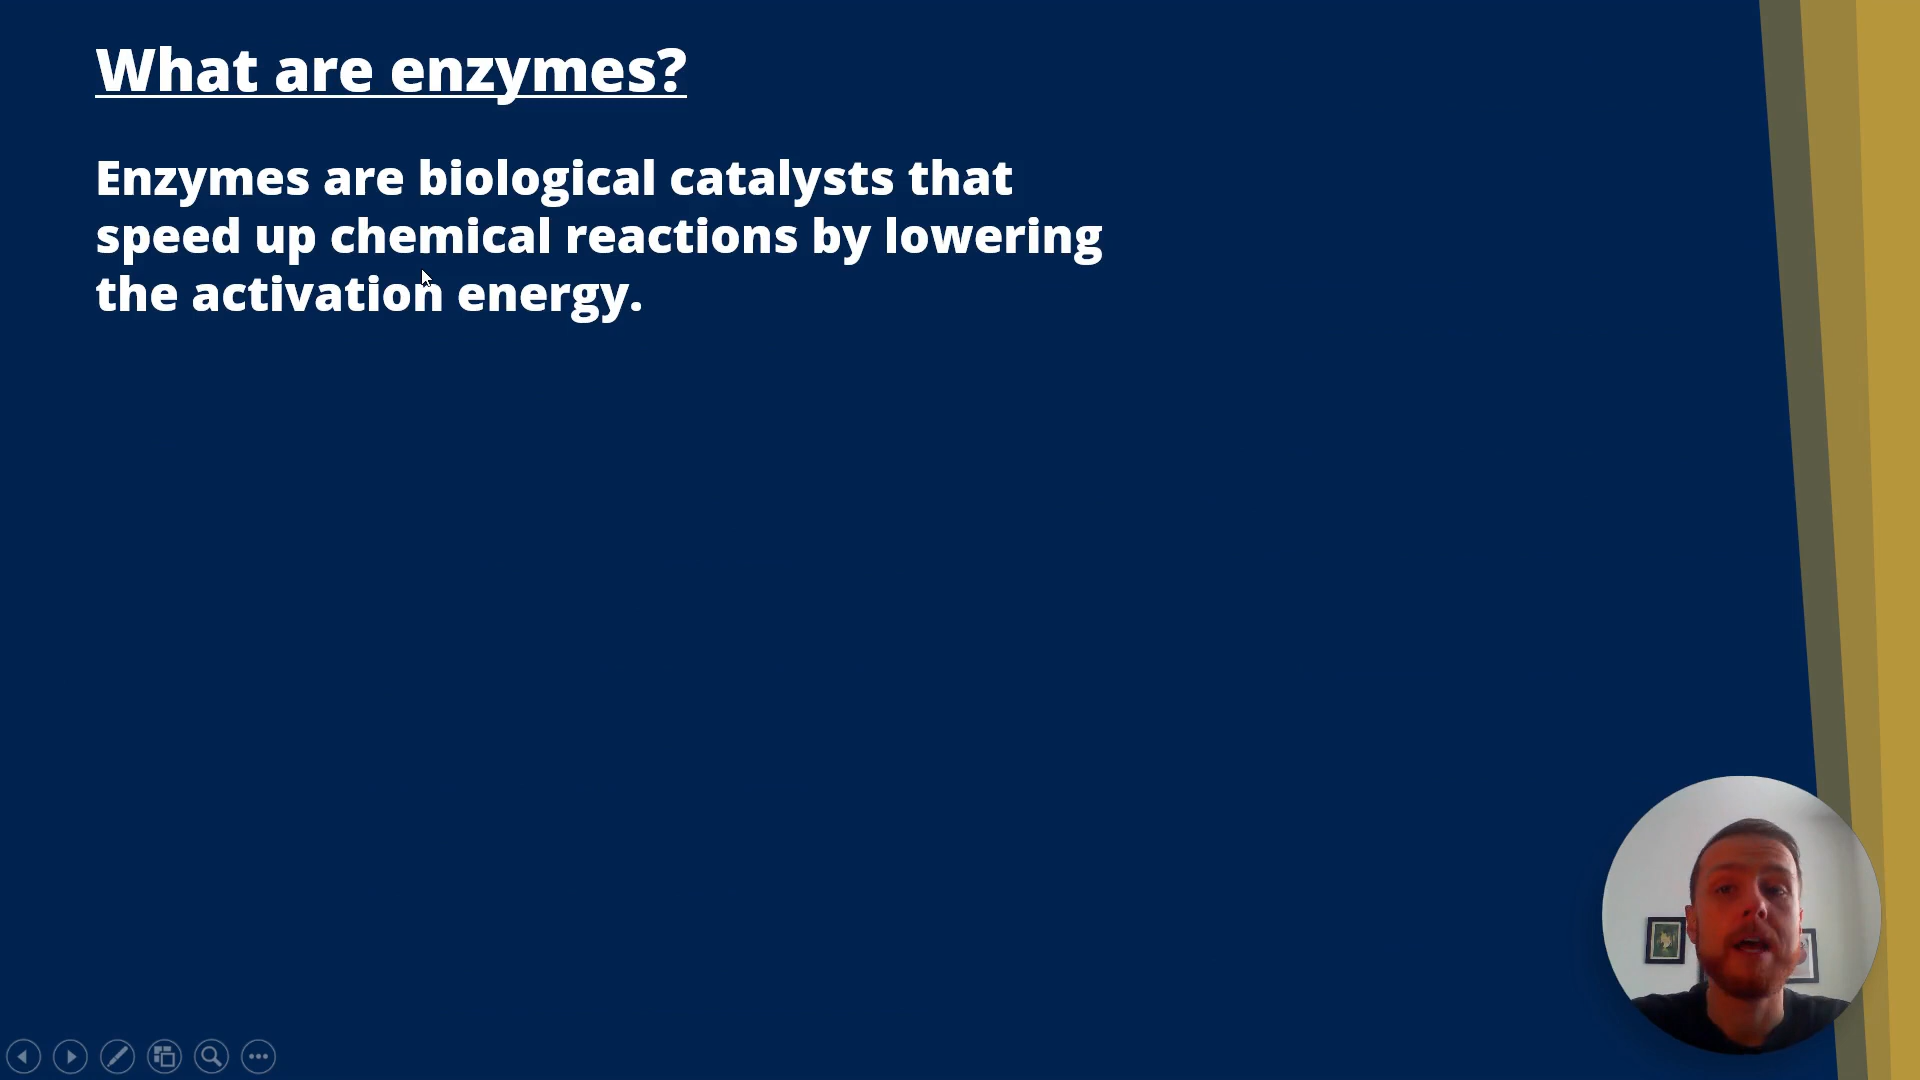 What are enzymes?
Enzymes are biological catalysts that
speed up chemical reactions by lowering
the activation energy.